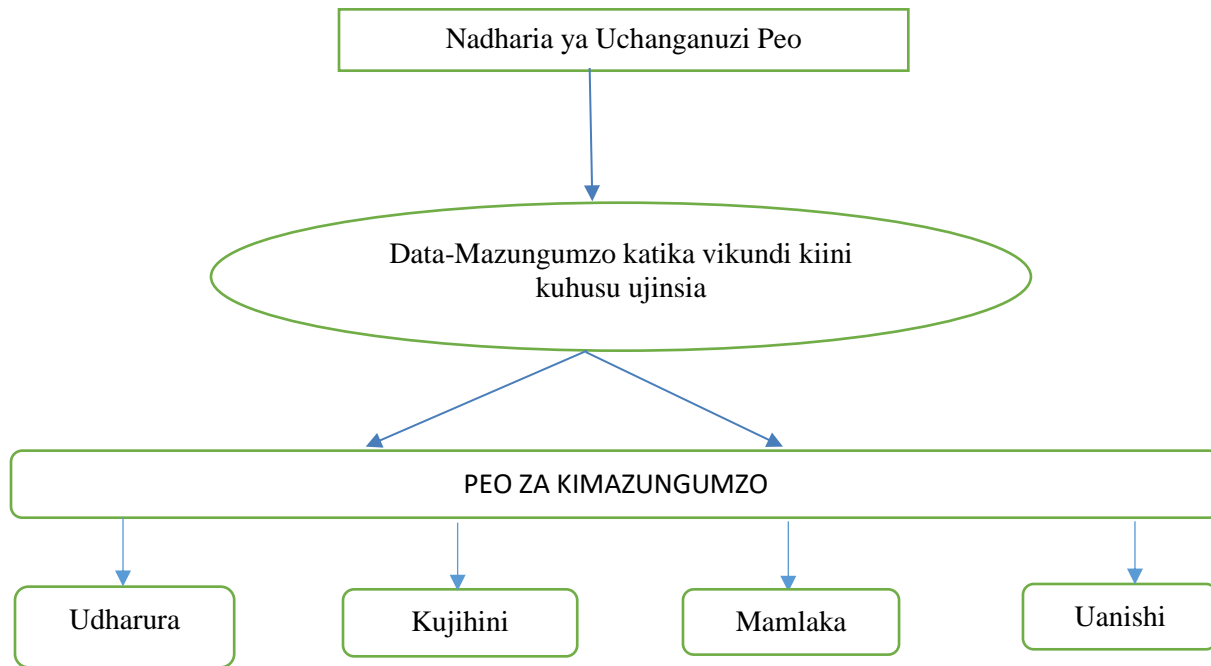 Nadharia ya Uchanganuzi Peo
Data-Mazungumzo katika vikundi kiini
kuhusu ujinsia
PEO ZA KIMAZUNGUMZO
Udharura
Kujihini
Mamlaka
Uanishi